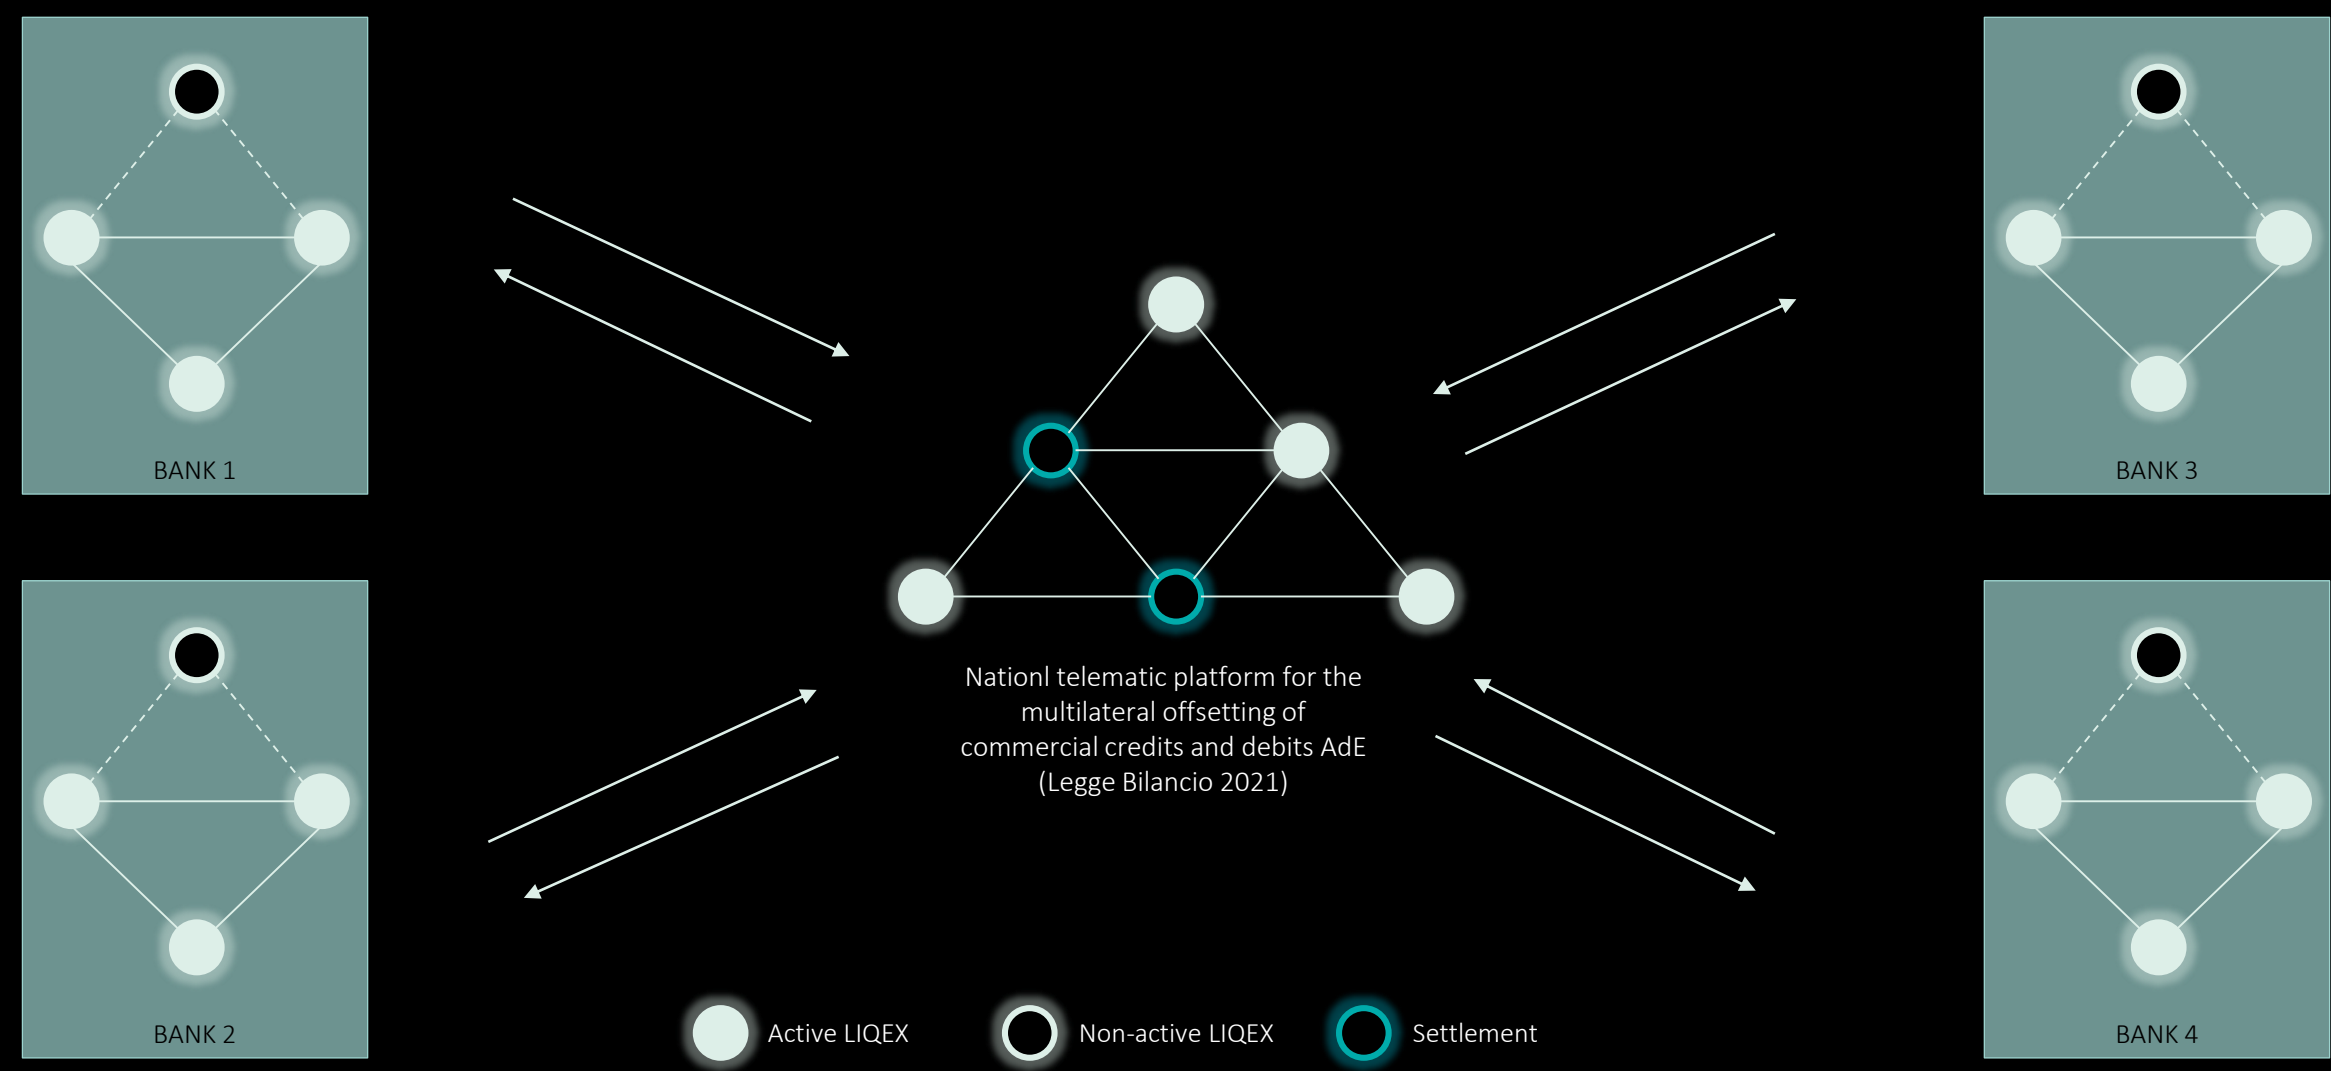 BANK 1
BANK 3
Nationl telematic platform for the
multilateral offsetting of
commercial credits and debits AdE
(Legge Bilancio 2021)
BANK 2
BANK 4
Active LIQEX
Non-active LIQEX
Settlement